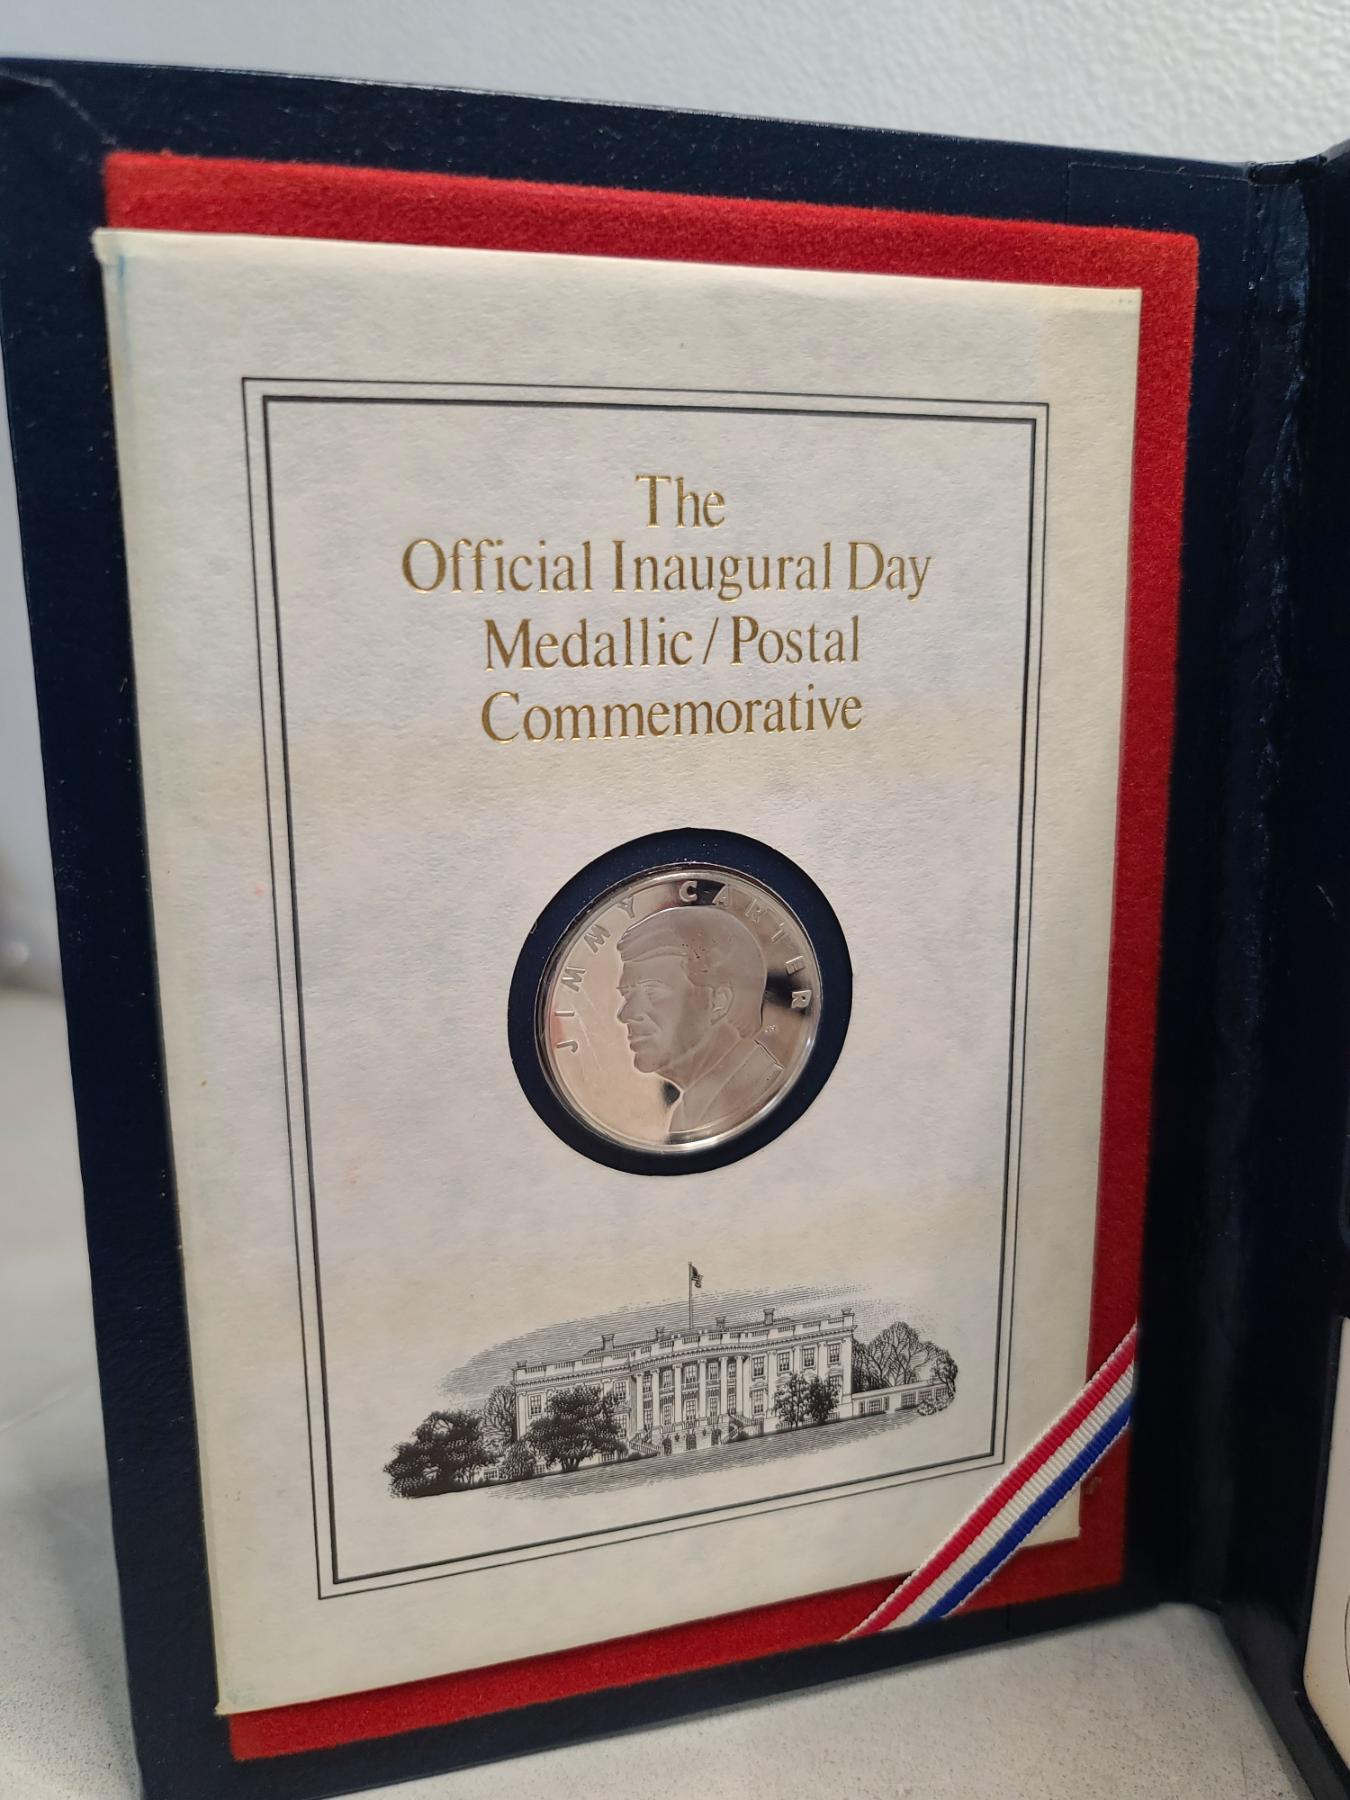 The
Official Inaugural Day
Medallic/Postal
Commemorative
JIMMY CARTER